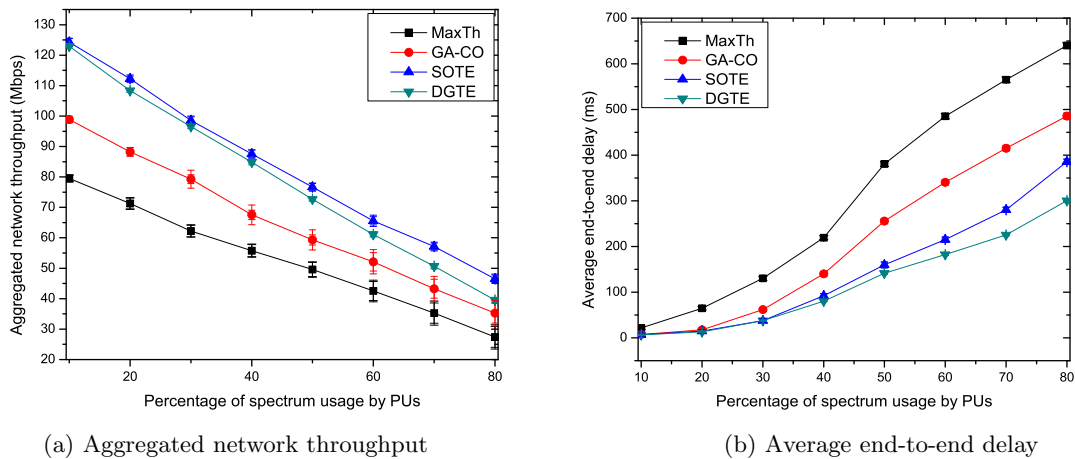 130
120
110
100
90
80
70
60
50
40
30
20
Aggregated network throughput (Mbps)
MaxTh
GA-CO
SOTE
DGTE
20
40
60
80
Percentage of spectrum usage by PUs
(a) Aggregated network throughput
700
600
500
400
300
200
100
0
Average end-to-end delay (ms)
MaxTh
GA-CO
SOTE
DGTE
10
20
30
40
50
60
70
80
Percentage of spectrum usage by PUs
(b) Average end-to-end delay